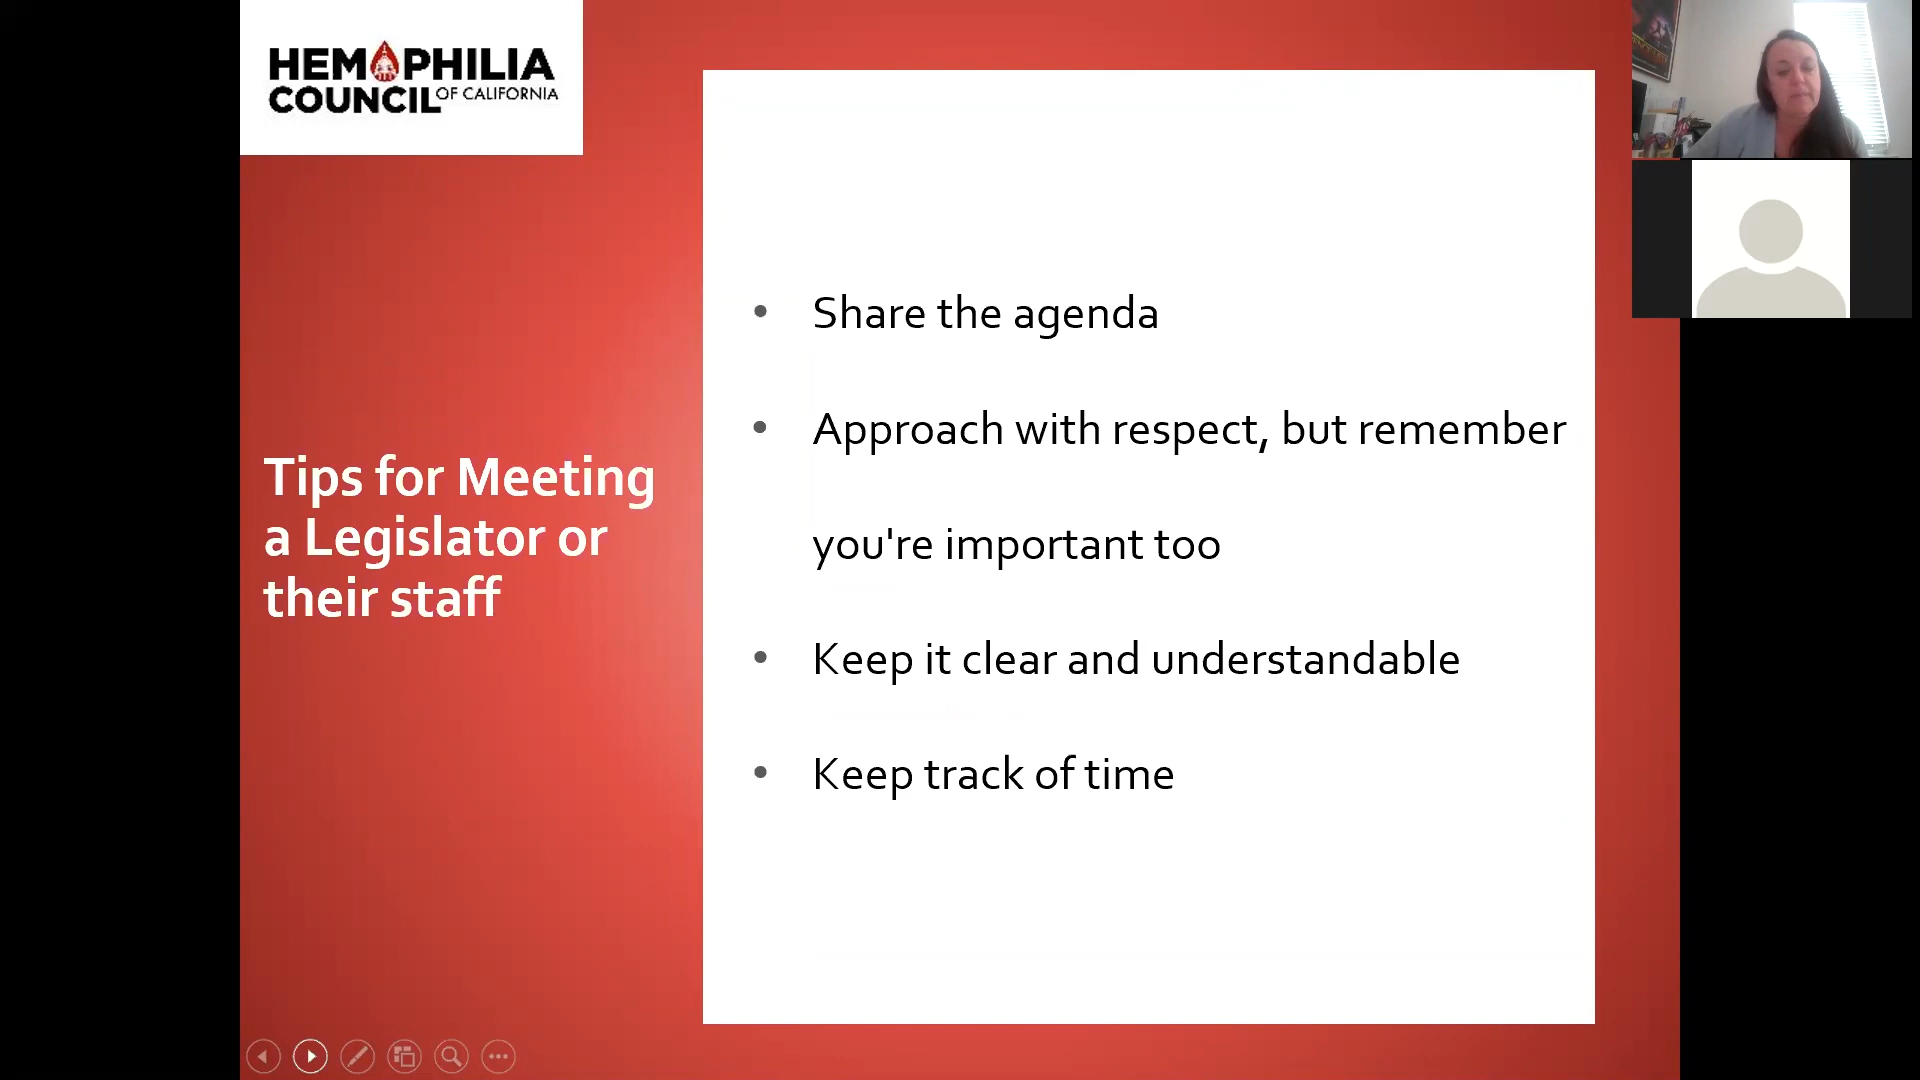 HEMOPHILIA
COUNCIL OF CALIFORNIA
Tips for Meeting
a Legislator or
their staff
• Share the agenda
• Approach with respect, but remember
you're important too
• Keep it clear and understandable
• Keep track of time